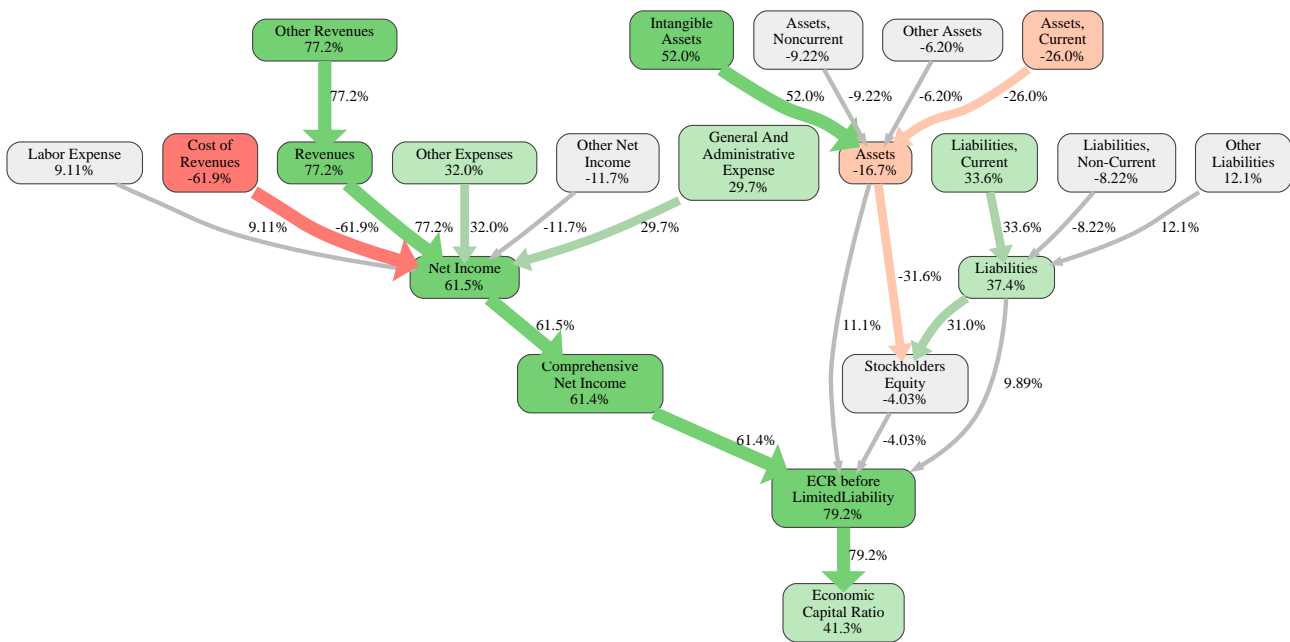 Other Revenues
77.2%
Intangible
Assets
52.0%
Assets,
Noncurrent
-9.22%
Other Assets
-6.20%
Assets,
Current
-26.0%
77.2%
52.0%
-9.22%
-6.20%
-26.0%
Labor Expense
9.11%
Cost of
Revenues
-61.9%
Revenues
77.2%
Other Expenses
32.0%
Other Net
Income
-11.7%
General And
Administrative
Expense
29.7%
Assets
-16.7%
Liabilities,
Current
33.6%
Liabilities,
Non-Current
-8.22%
Other
Liabilities
12.1%
9.11%
-61.9%
77.2%
32.0%
-11.7%
29.7%
33.6%
-8.22%
12.1%
Net Income
61.5%
-31.6%
Liabilities
37.4%
61.5%
11.1%
31.0%
Comprehensive
Net Income
61.4%
Stockholders
Equity
-4.03%
9.89%
61.4%
-4.03%
ECR before
LimitedLiability
79.2%
79.2%
Economic
Capital Ratio
41.3%